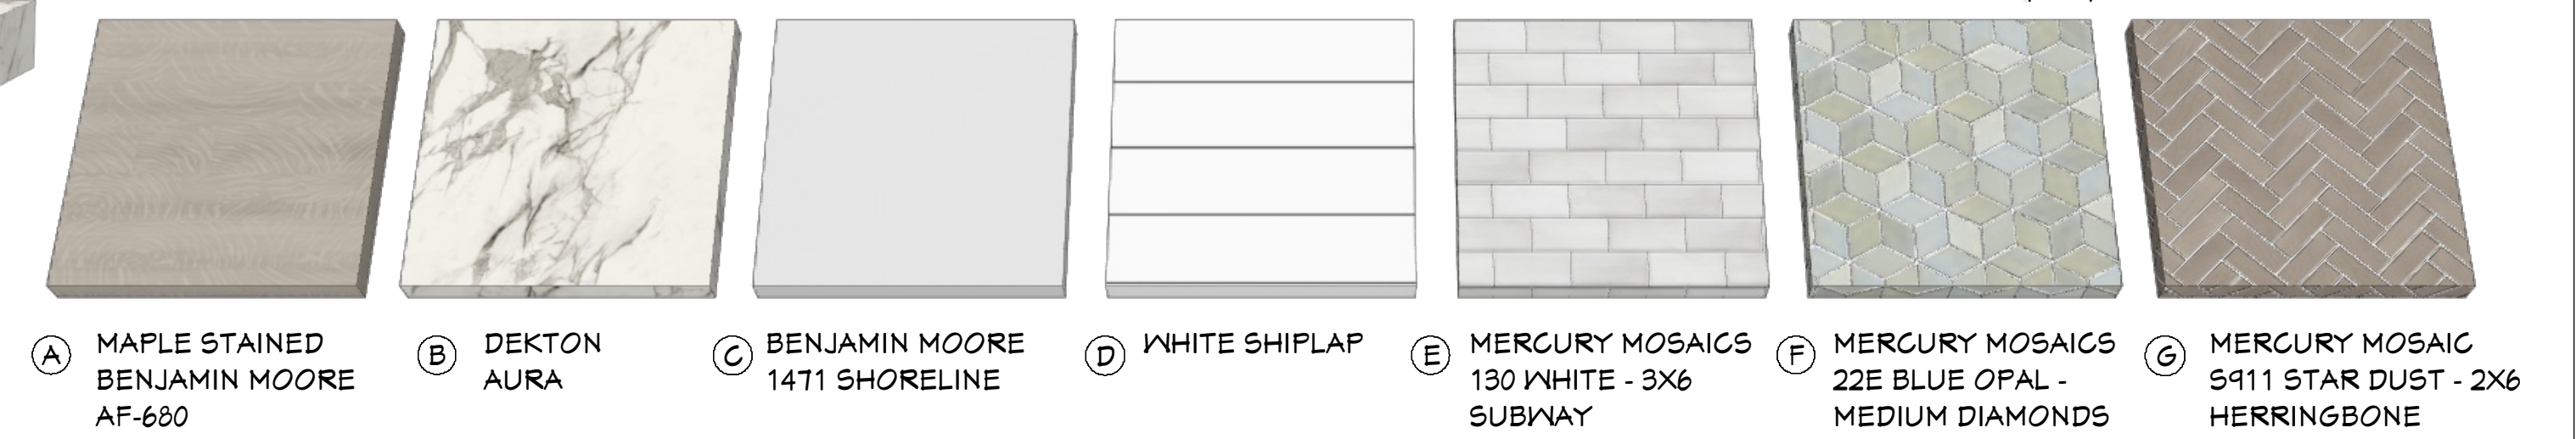 A MAPLE STAINED
BENJAMIN MOORE
AF-680
B DEKTON
AURA
C BENJAMIN MOORE
1471 SHORELINE
D WHITE SHIPLAP
E MERCURY MOSAICS
130 WHITE - 3X6
SUBWAY
F MERCURY MOSAICS
22E BLUE OPAL -
MEDIUM DIAMONDS
G MERCURY MOSAIC
S911 STAR DUST - 2X6
HERRINGBONE